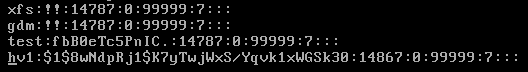 xfs:!!:14787:0:99999:7:::
gdm:!!:14787:0:99999:7:::
test:fbB0eTc5PnIC.:14787:0:99999:7:::
hv1:$1$8wNdpRj1$K7yTwjWxS/Yqvk1xWGSk30:14867:0:99999:7:::